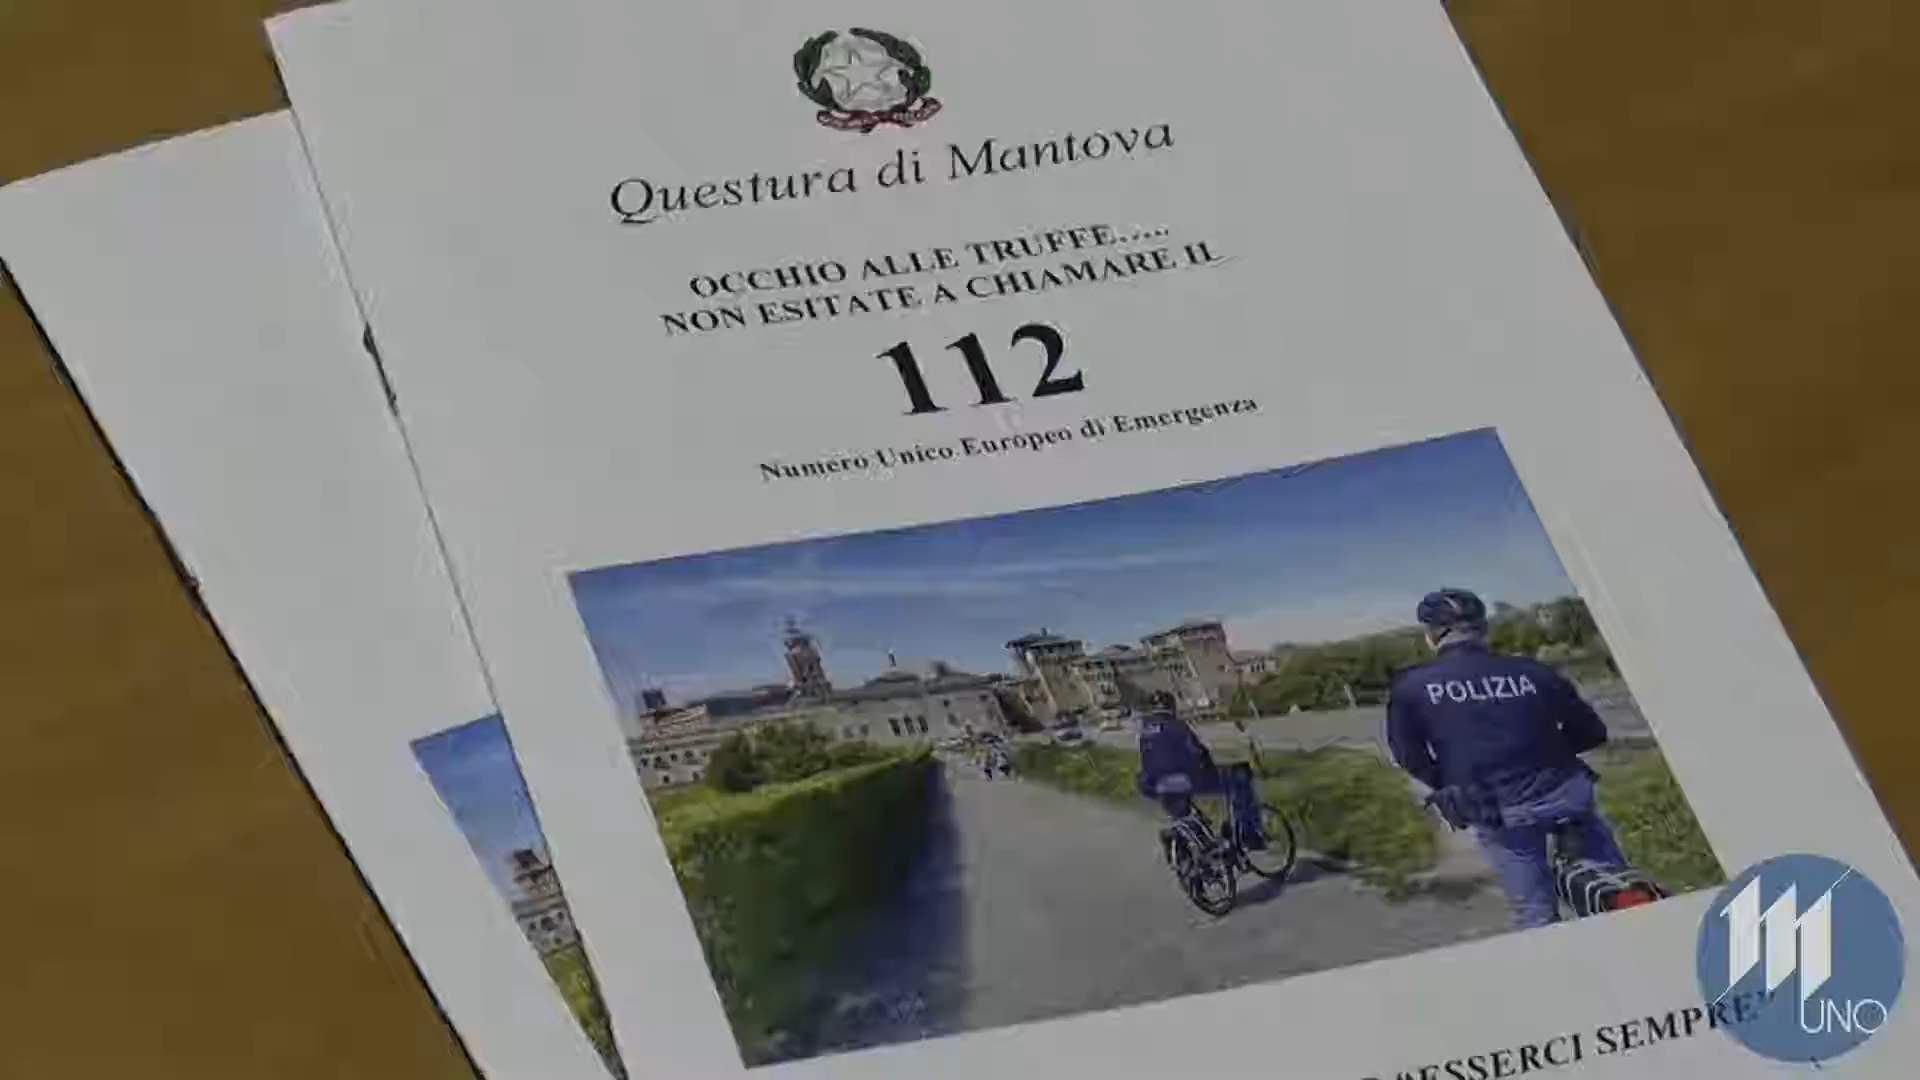 Questura di Mantova
OCCHIO ALLE TRUFFE.....
NON ESITATE A CHIAMARE IL
112
Numero Unico Europeo di Emergenza
POLIZIA
"ESSERCI SEMPRE"
UNO